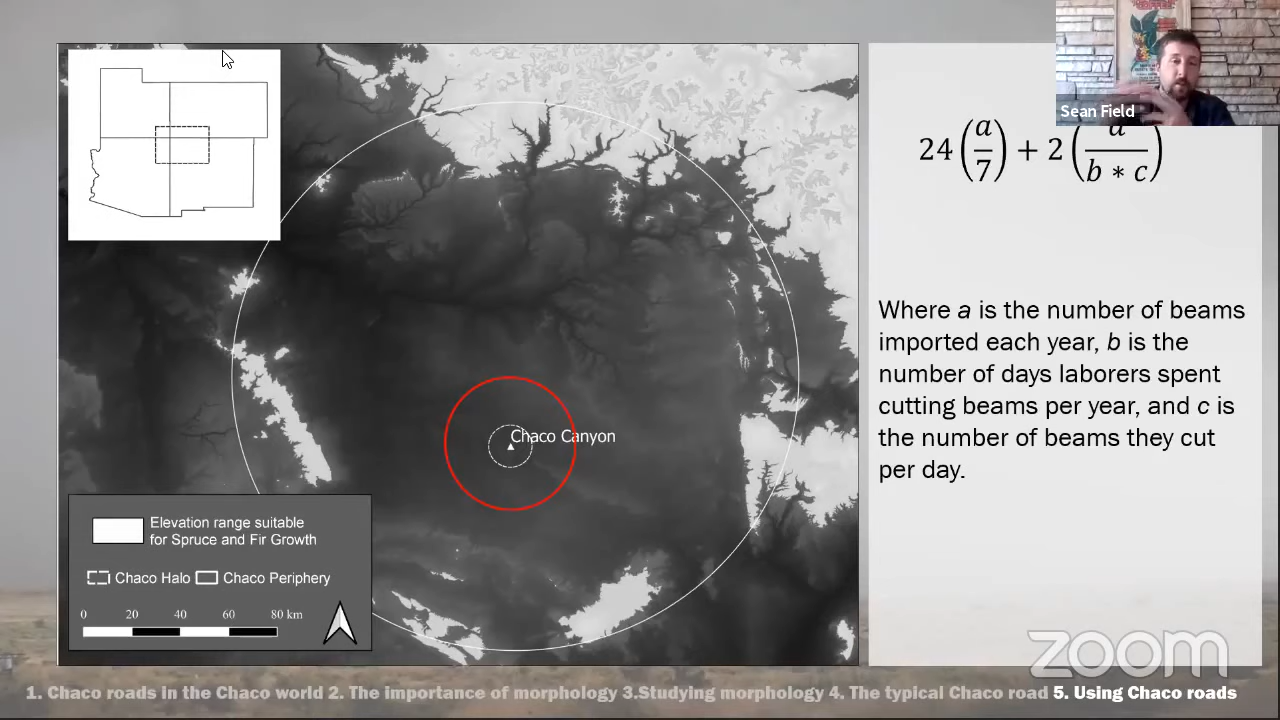 Sean Field
24(a/7) + 2(a/b * c)
Chaco Canyon
Where a is the number of beams
imported each year, b is the
number of days laborers spent
cutting beams per year, and c is
the number of beams they cut
per day.
Elevation range suitable
for Spruce and Fir Growth
Chaco Halo
Chaco Periphery
0 20 40 60 80 km
zoom
1. Chaco roads in the Chaco world 2. The importance of morphology 3.Studying morphology 4. The typical Chaco road 5. Using Chaco roads